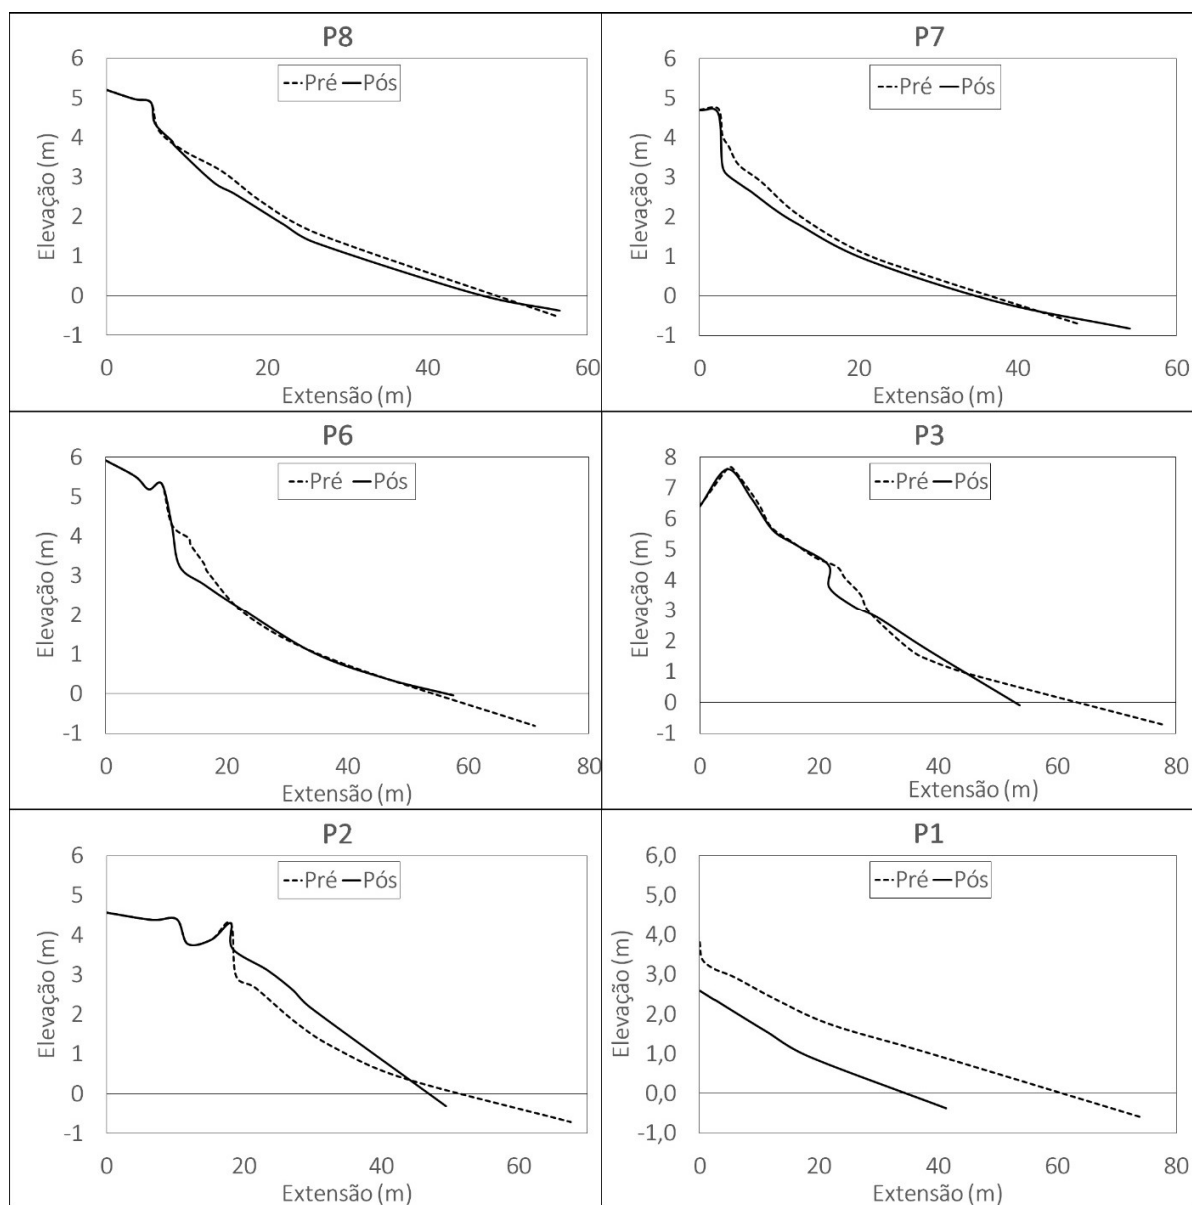 P8
Pré Pós
Elevação (m)
6
5
4
3
2
1
0
-1
0 20 40 60
Extensão (m)
P7
Pré Pós
Elevação (m)
6
5
4
3
2
1
0
-1
0 20 40 60
Extensão (m)
P6
Pré Pós
Elevação (m)
6
5
4
3
2
1
0
-1
0 20 40 60 80
Extensão (m)
P3
Pré Pós
Elevação (m)
8
7
6
5
4
3
2
1
0
-1
0 20 40 60 80
Extensão (m)
P2
Pré Pós
Elevação (m)
6
5
4
3
2
1
0
-1
0 20 40 60
Extensão (m)
P1
Pré Pós
Elevação (m)
6,0
5,0
4,0
3,0
2,0
1,0
0,0
-1,0
0 20 40 60 80
Extensão (m)